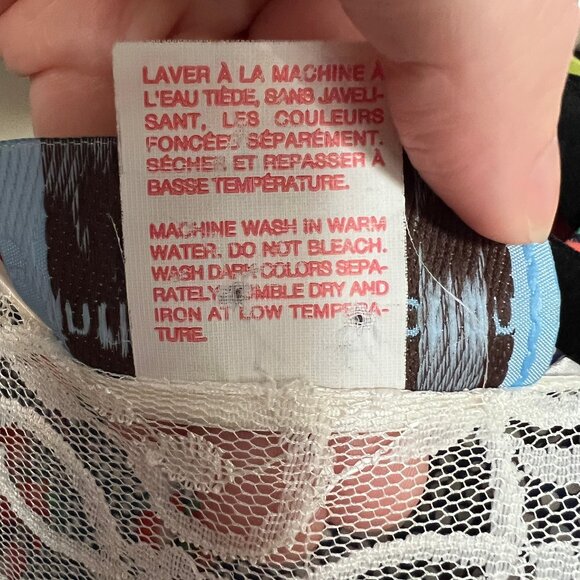 LAVER À LA MACHINE À
L'EAU TIÈDE, SANS JAVELI-
SANT, LES COULEURS
FONCÉES SÉPARÉMENT.
SÉCHER ET REPASSER À
BASSE TEMPÉRATURE.
MACHINE WASH IN WARM
WATER. DO NOT BLEACH.
WASH DARK COLORS SEPA-
RATELY TUMBLE DRY AND
IRON AT LOW TEMPERA-
TURE.